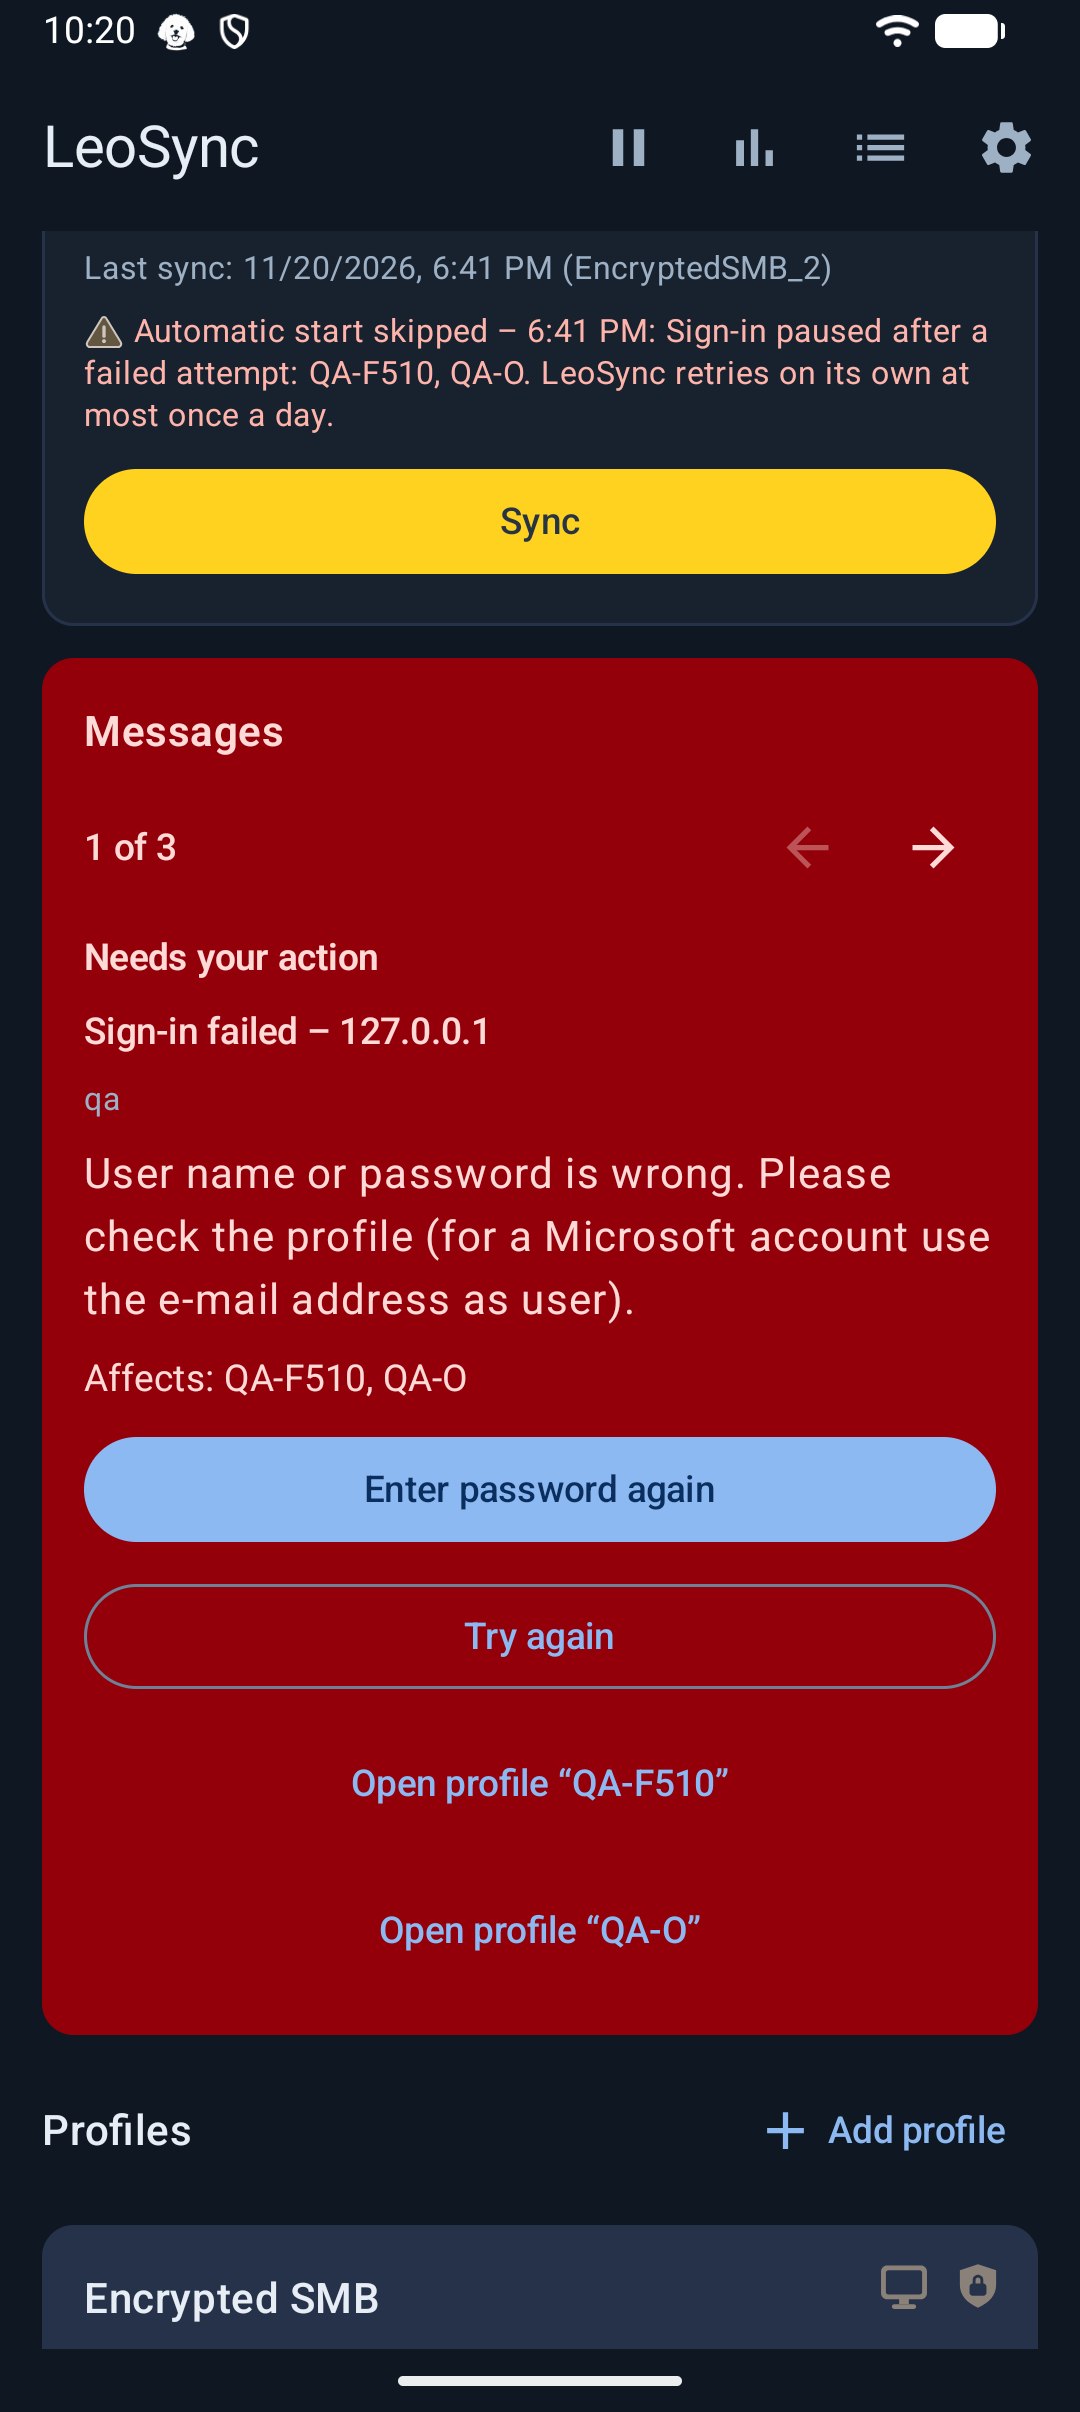 10:20
LeoSync
Last sync: 11/20/2026, 6:41 PM (EncryptedSMB_2)
⚠ Automatic start skipped – 6:41 PM: Sign-in paused after a
failed attempt: QA-F510, QA-O. LeoSync retries on its own at
most once a day.
Sync
Messages
1 of 3
Needs your action
Sign-in failed – 127.0.0.1
qa
User name or password is wrong. Please
check the profile (for a Microsoft account use
the e-mail address as user).
Affects: QA-F510, QA-O
Enter password again
Try again
Open profile “QA-F510”
Open profile “QA-O”
Profiles
Add profile
Encrypted SMB